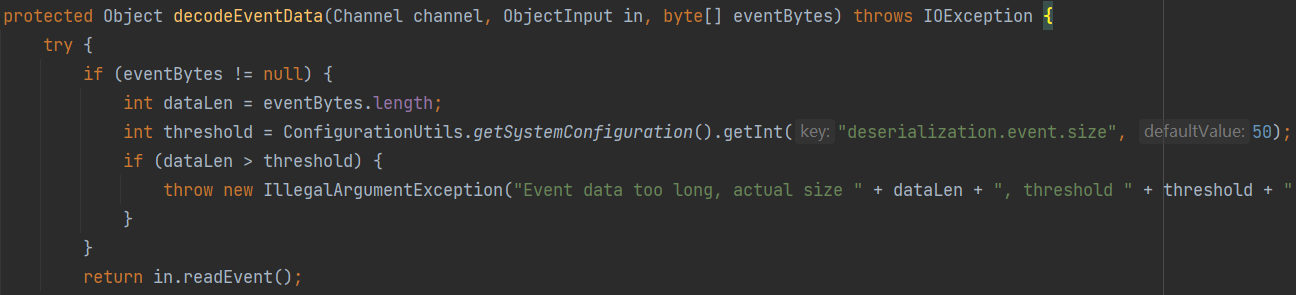 protected Object decodeEventData(Channel channel, ObjectInput in, byte[] eventBytes) throws IOException {
try {
if (eventBytes != null) {
int dataLen = eventBytes.length;
int threshold = ConfigurationUtils.getSystemConfiguration().getInt( key: "deserialization.event.size", defaultValue: 50);
if (dataLen > threshold) {
throw new IllegalArgumentException("Event data too long, actual size " + dataLen + ", threshold " + threshold + "
}
}
return in.readEvent();